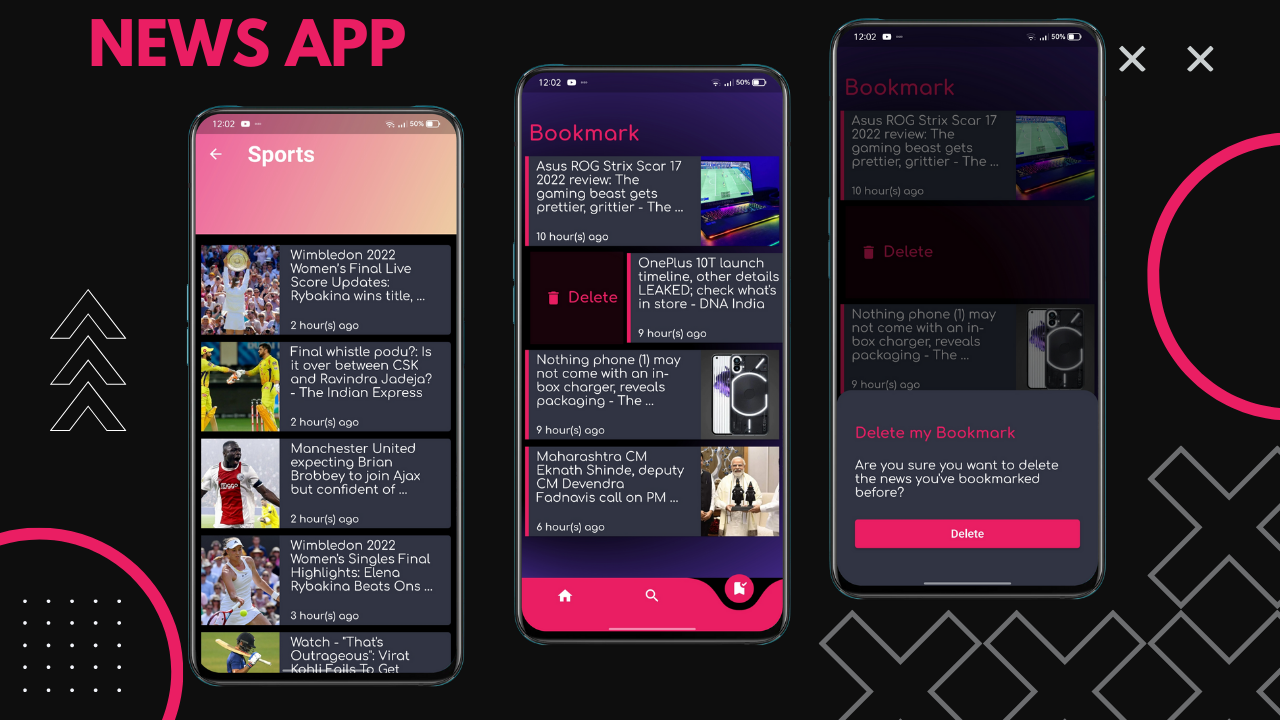 NEWS APP
12:02
50%
Sports
Wimbledon 2022
Women's Final Live
Score Updates:
Rybakina wins title, ...
2 hour(s) ago
Final whistle podu?: Is
it over between CSK
and Ravindra Jadeja?
- The Indian Express
2 hour(s) ago
Manchester United
expecting Brian
Brobbey to join Ajax
but confident of ...
2 hour(s) ago
Wimbledon 2022
Women's Singles Final
Highlights: Elena
Rybakina Beats Ons ...
3 hour(s) ago
Watch - "That's
Outrageous": Virat
Kohli Fails To Get
12:02
50%
Bookmark
Asus ROG Strix Scar 17
2022 review: The
gaming beast gets
prettier, grittier - The ...
10 hour(s) ago
Delete
OnePlus 10T launch
timeline, other details
LEAKED; check what's
in store - DNA India
9 hour(s) ago
Nothing phone (1) may
not come with an in-
box charger, reveals
packaging - The ...
9 hour(s) ago
Maharashtra CM
Eknath Shinde, deputy
CM Devendra
Fadnavis call on PM ...
6 hour(s) ago
12:02
50%
Bookmark
Asus ROG Strix Scar 17
2022 review: The
gaming beast gets
prettier, grittier - The ...
10 hour(s) ago
Delete
Nothing phone (1) may
not come with an in-
box charger, reveals
packaging - The ...
9 hour(s) ago
Delete my Bookmark
Are you sure you want to delete
the news you've bookmarked
before?
Delete